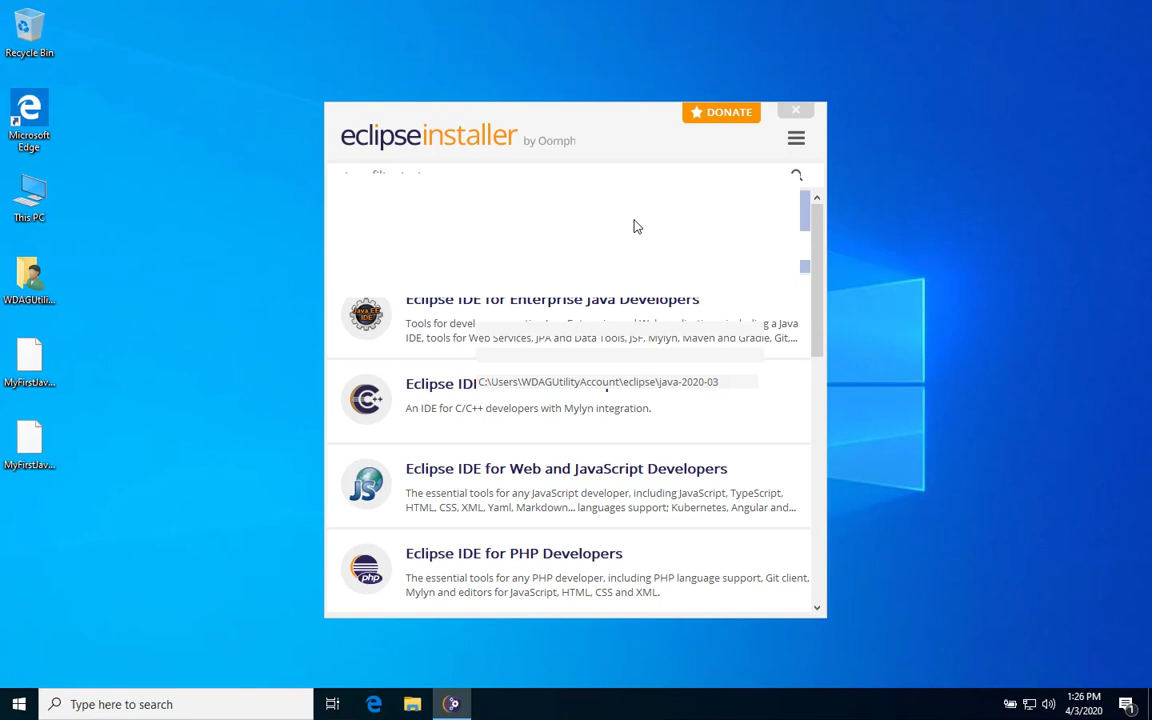 Recycle Bin
Microsoft
Edge
This PC
WDAGUtili...
MyFirstJav...
MyFirstJav...
DONATE
eclipseinstaller by Oomph
Eclipse IDE for Enterprise Java Developers
Tools for devel
ng a Java
IDE, tools for Web Services, JPA and Data Tools, JSF, Mylyn, Maven and Gradle, Git,...
Eclipse IDE
C:\Users\WDAGUtilityAccount\eclipse\java-2020-03
An IDE for C/C++ developers with Mylyn integration.
JS
Eclipse IDE for Web and JavaScript Developers
The essential tools for any JavaScript developer, including JavaScript, TypeScript,
HTML, CSS, XML, Yaml, Markdown... languages support; Kubernetes, Angular and...
php
Eclipse IDE for PHP Developers
The essential tools for any PHP developer, including PHP language support, Git client,
Mylyn and editors for JavaScript, HTML, CSS and XML.
Type here to search
1:26 PM
4/3/2020
1